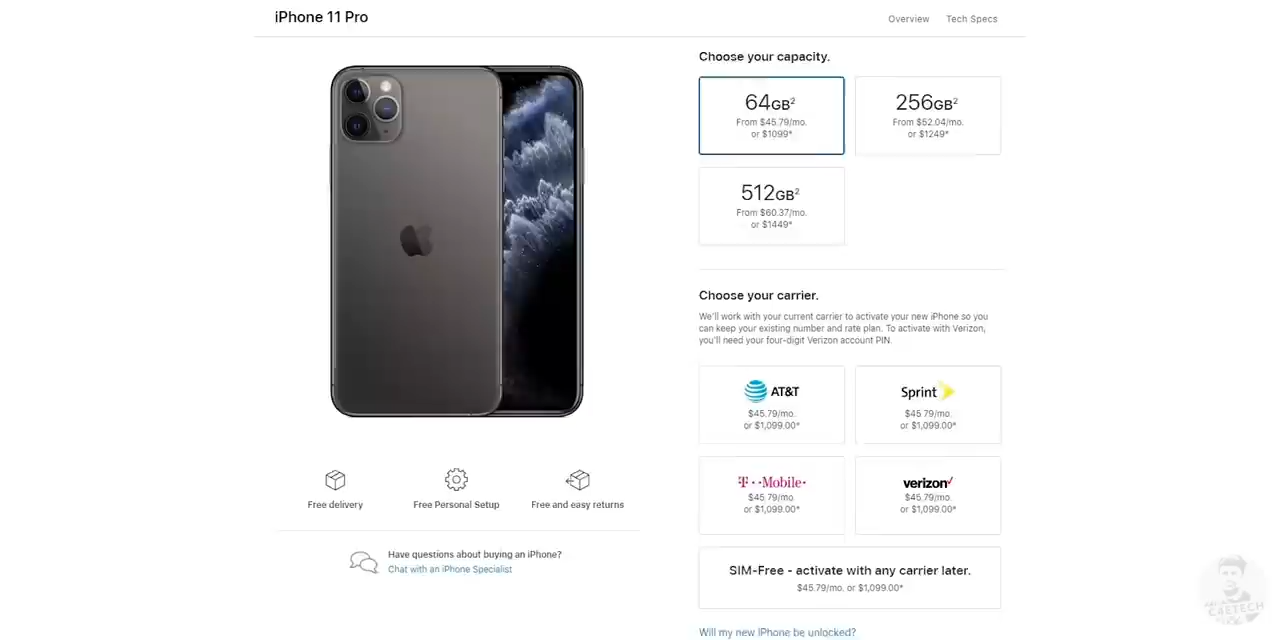 iPhone 11 Pro
Overview
Tech Specs
Choose your capacity.
64GB²
From $45.79/mo.
or $1099*
256GB²
From $52.04/mo.
or $1249*
512GB²
From $60.37/mo.
or $1449*
Choose your carrier.
We'll work with your current carrier to activate your new iPhone so you
can keep your existing number and rate plan. To activate with Verizon,
you'll need your four-digit Verizon account PIN.
AT&T
$45.79/mo.
or $1,099.00*
Sprint
$45.79/mo.
or $1,099.00*
T··Mobile·
$45.79/mo.
or $1,099.00*
verizon✓
$45.79/mo.
or $1,099.00*
SIM-Free - activate with any carrier later.
$45.79/mo. or $1,099.00*
Will my new iPhone be unlocked?
Free delivery
Free Personal Setup
Free and easy returns
Have questions about buying an iPhone?
Chat with an iPhone Specialist
C4ETECH